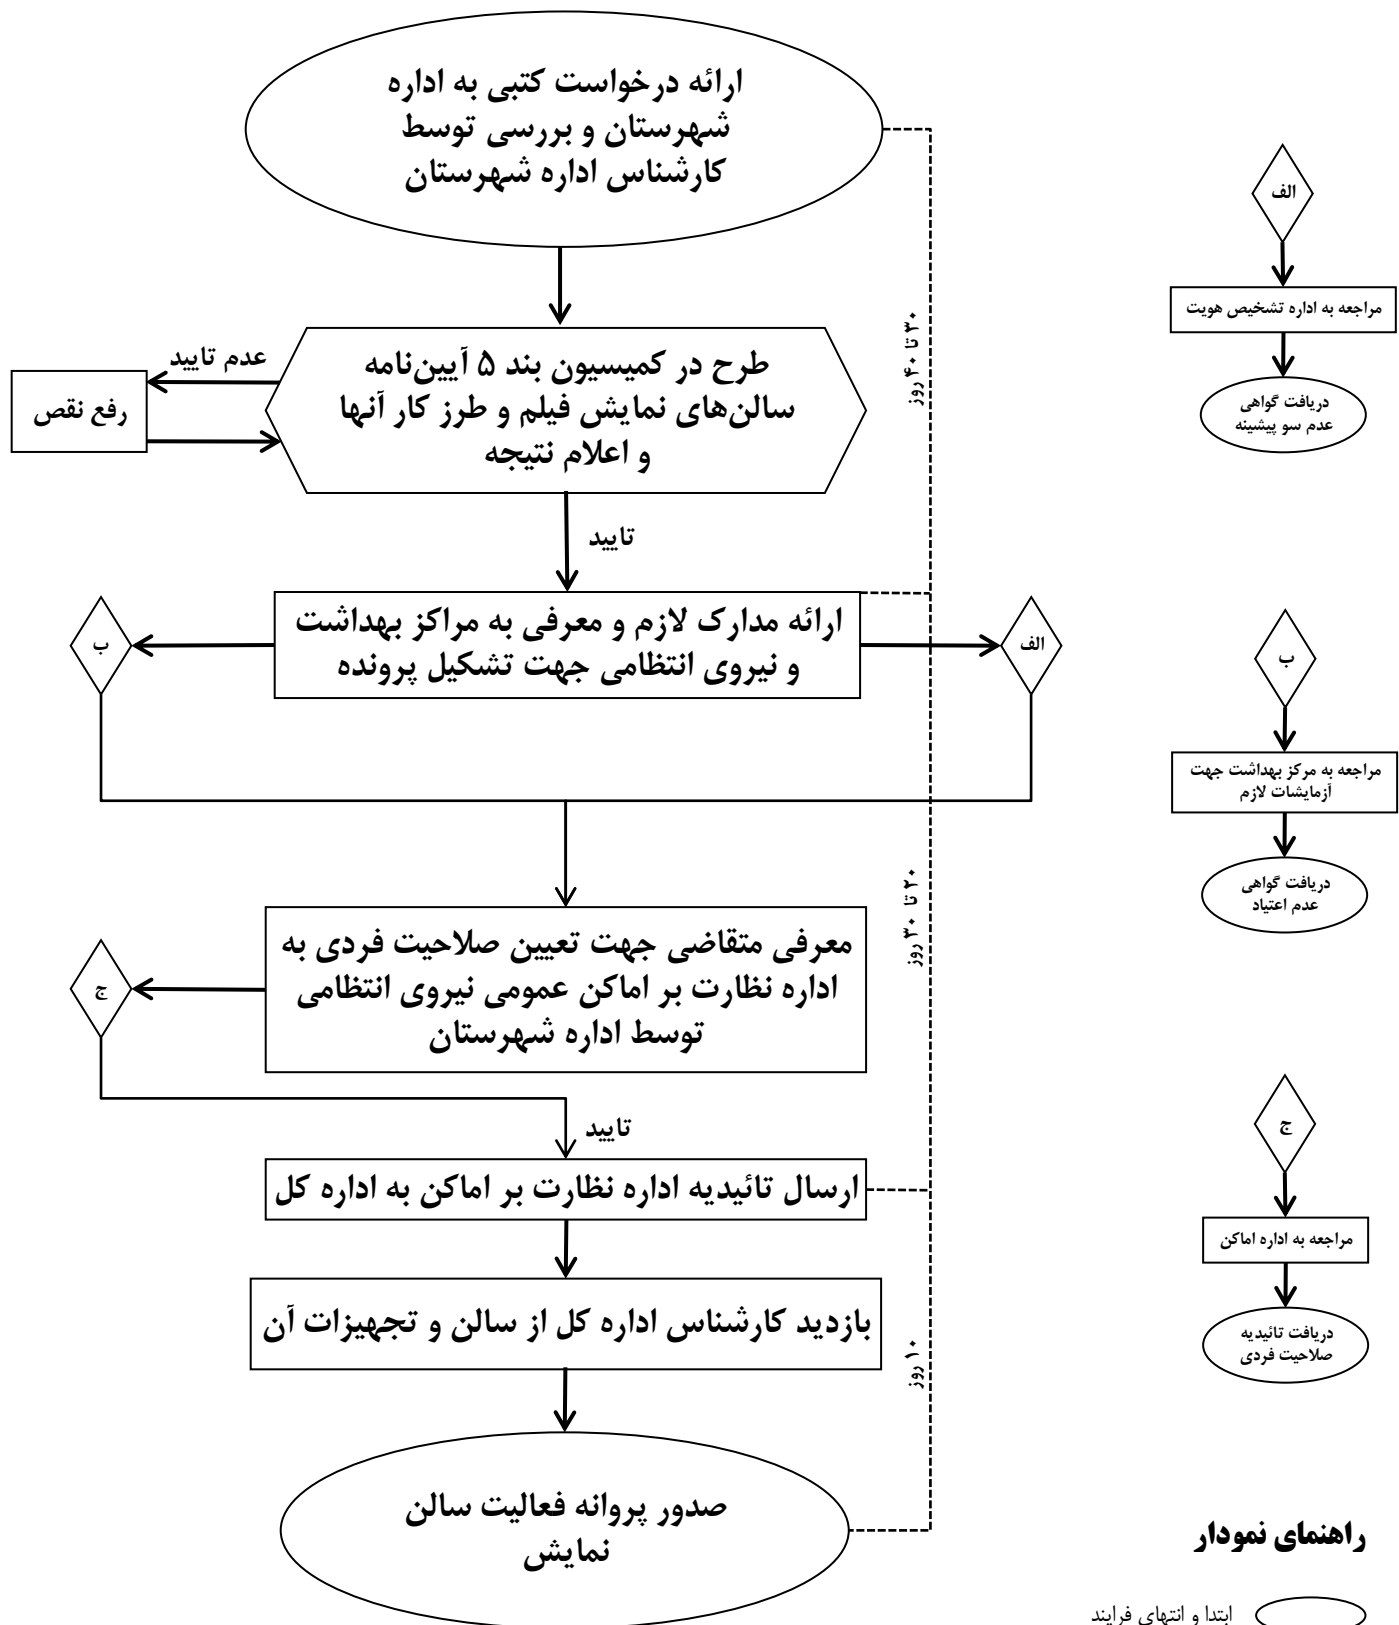 ارائه درخواست کتبی به اداره
شهرستان و بررسی توسط
کارشناس اداره شهرستان
۳۰ تا ۴۰ روز
طرح در کمیسیون بند ۵ آیین‌نامه
سالن‌های نمایش فیلم و طرز کار آنها
و اعلام نتیجه
عدم تایید
رفع نقص
تایید
ارائه مدارک لازم و معرفی به مراکز بهداشت
و نیروی انتظامی جهت تشکیل پرونده
الف
ب
۲۰ تا ۳۰ روز
معرفی متقاضی جهت تعیین صلاحیت فردی به
اداره نظارت بر اماکن عمومی نیروی انتظامی
توسط اداره شهرستان
ج
تایید
ارسال تائیدیه اداره نظارت بر اماکن به اداره کل
بازدید کارشناس اداره کل از سالن و تجهیزات آن
۱۰ روز
صدور پروانه فعالیت سالن
نمایش
الف
مراجعه به اداره تشخیص هویت
دریافت گواهی
عدم سو پیشینه
ب
مراجعه به مرکز بهداشت جهت
آزمایشات لازم
دریافت گواهی
عدم اعتیاد
ج
مراجعه به اداره اماکن
دریافت تائیدیه
صلاحیت فردی
راهنمای نمودار
ابتدا و انتهای فرایند